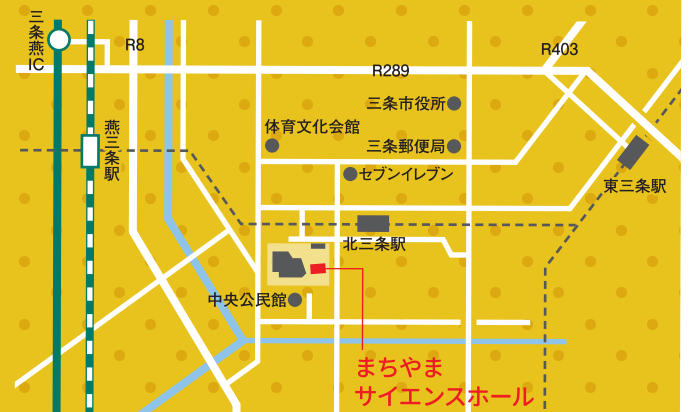 三条燕
IC
R8
R403
R289
三条市役所
体育文化会館
三条郵便局
燕三条駅
セブンイレブン
東三条駅
北三条駅
中央公民館
まちやま
サイエンスホール